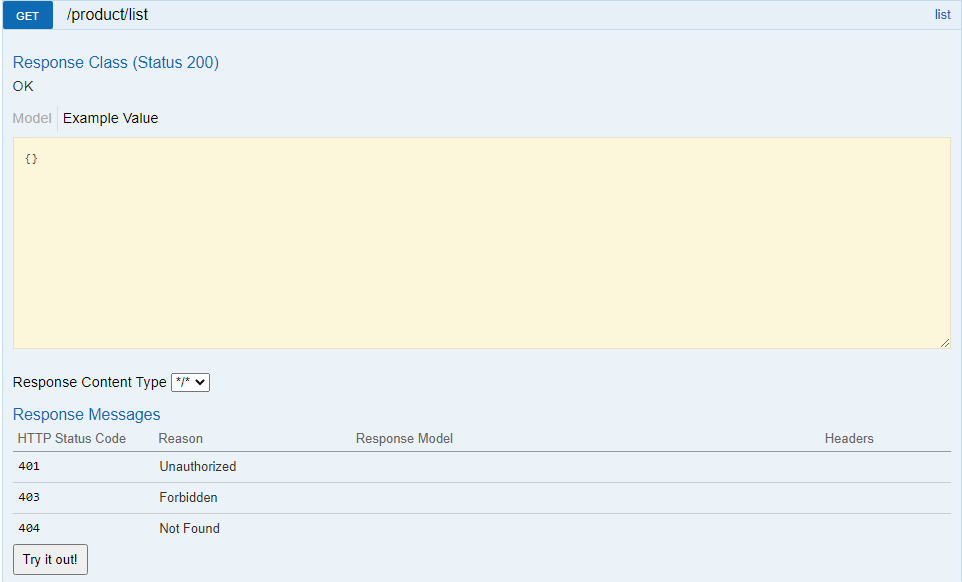 GET /product/list list
Response Class (Status 200)
OK
Model Example Value
{}
Response Content Type */*
Response Messages
HTTP Status Code Reason Response Model Headers
401 Unauthorized
403 Forbidden
404 Not Found
Try it out!